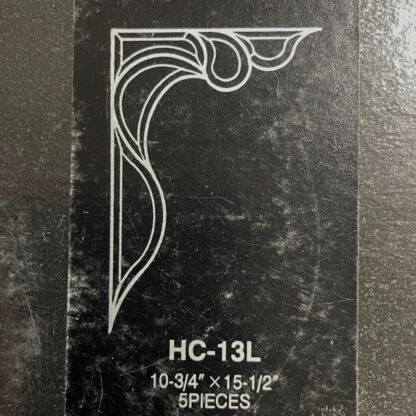 HC-13L
10-3/4" × 15-1/2"
5PIECES